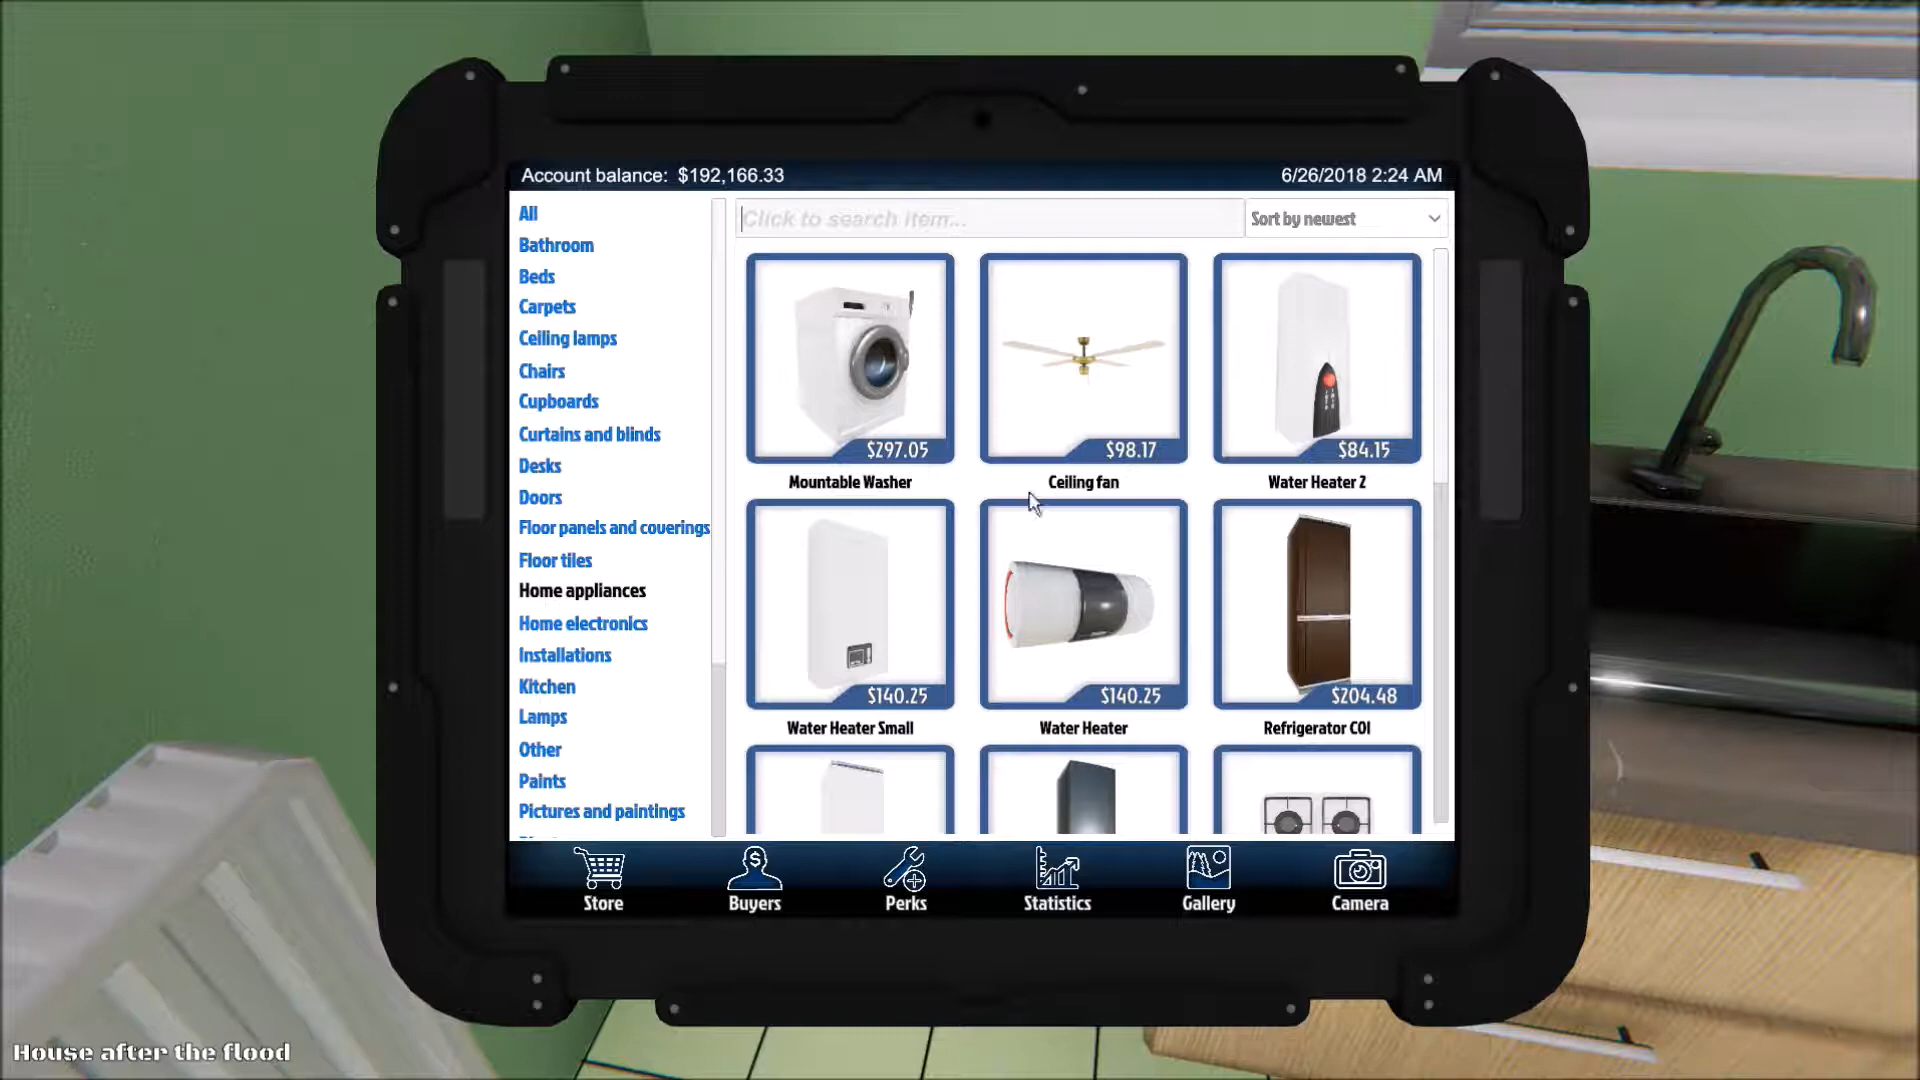 Account balance: $192,166.33
6/26/2018 2:24 AM
All
Bathroom
Beds
Carpets
Ceiling lamps
Chairs
Cupboards
Curtains and blinds
Desks
Doors
Floor panels and coverings
Floor tiles
Home appliances
Home electronics
Installations
Kitchen
Lamps
Other
Paints
Pictures and paintings
Click to search item...
Sort by newest
$297.05
$98.17
$84.15
Mountable Washer
Ceiling fan
Water Heater 2
$140.25
$140.25
$204.48
Water Heater Small
Water Heater
Refrigerator C01
Store
Buyers
Perks
Statistics
Gallery
Camera
House after the flood